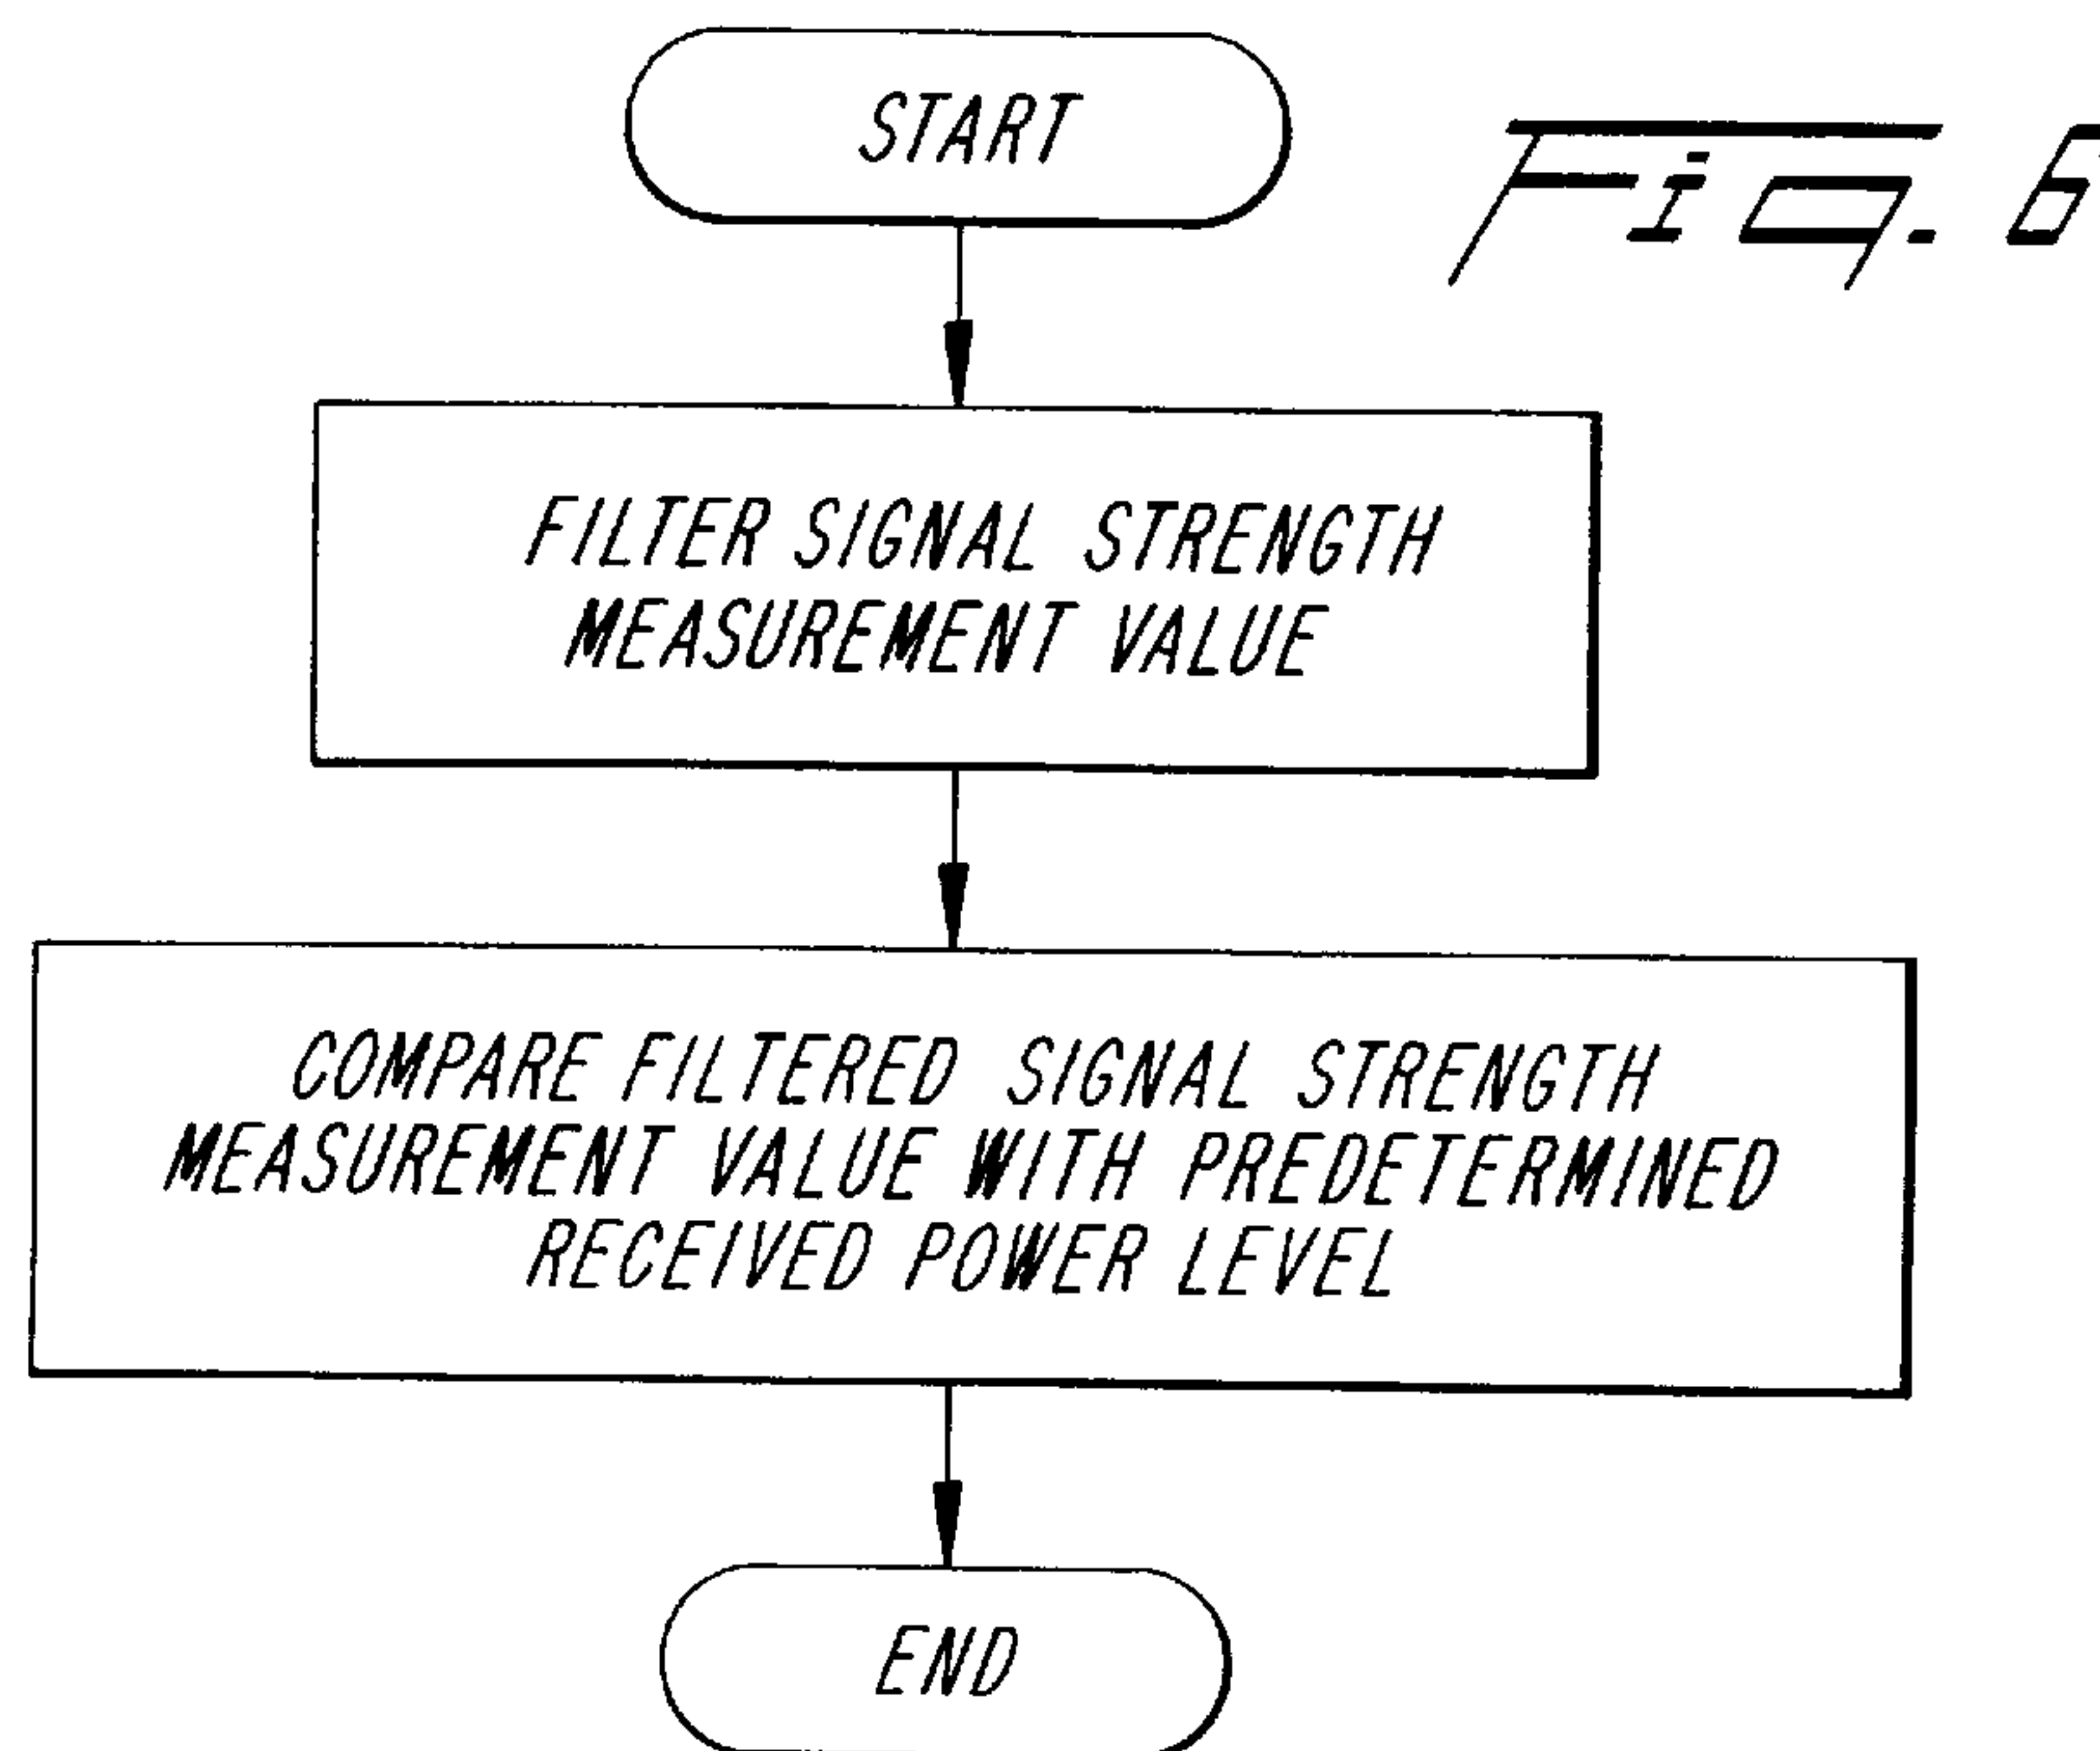 START
Fig. 6
FILTER SIGNAL STRENGTH
MEASUREMENT VALUE
COMPARE FILTERED SIGNAL STRENGTH
MEASUREMENT VALUE WITH PREDETERMINED
RECEIVED POWER LEVEL
END